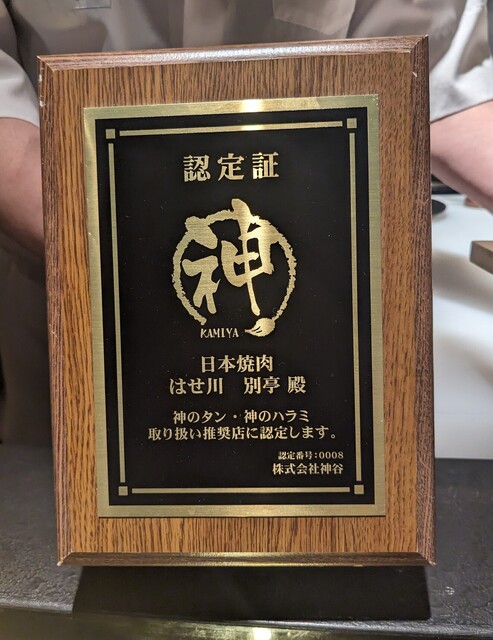 認定証
神
KAMIYA
日本焼肉
はせ川 別亭 殿
神のタン・神のハラミ
取り扱い推奨店に認定します。
認定番号:0008
株式会社神谷